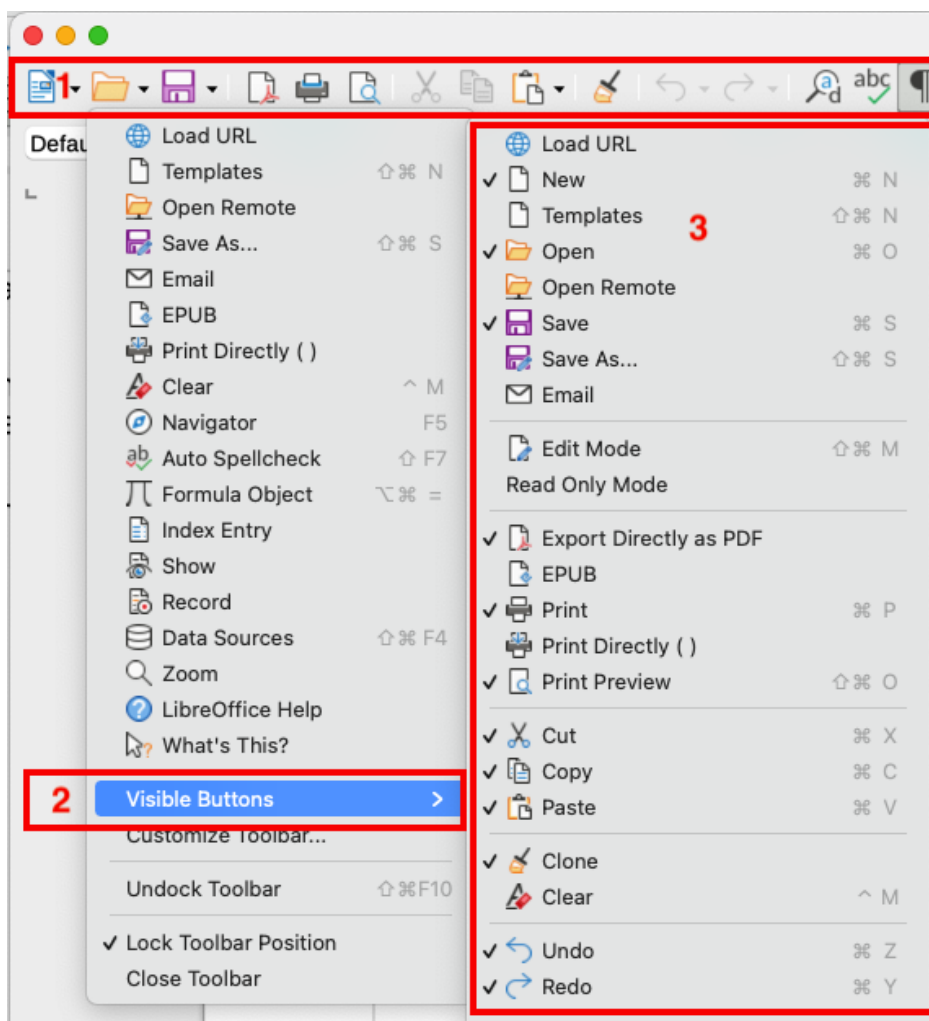 1
abç
Defau
Load URL
Templates ⇧⌘ N
Open Remote
Save As... ⇧⌘ S
Email
EPUB
Print Directly ( )
Clear ^ M
Navigator F5
Auto Spellcheck ⇧ F7
Formula Object ⌥⌘ =
Index Entry
Show
Record
Data Sources ⇧⌘ F4
Zoom
LibreOffice Help
What's This?
2 Visible Buttons >
Customize Toolbar...
Undock Toolbar ⇧⌘F10
✓ Lock Toolbar Position
Close Toolbar
3
Load URL
✓ New ⌘ N
Templates ⇧⌘ N
✓ Open ⌘ O
Open Remote
✓ Save ⌘ S
Save As... ⇧⌘ S
Email
Edit Mode ⇧⌘ M
Read Only Mode
✓ Export Directly as PDF
EPUB
✓ Print ⌘ P
Print Directly ( )
✓ Print Preview ⇧⌘ O
✓ Cut ⌘ X
✓ Copy ⌘ C
✓ Paste ⌘ V
✓ Clone
Clear ^ M
✓ Undo ⌘ Z
✓ Redo ⌘ Y